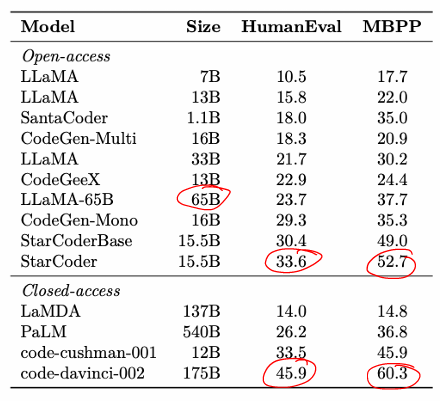 Model Size HumanEval MBPP
Open-access
LLaMA 7B 10.5 17.7
LLaMA 13B 15.8 22.0
SantaCoder 1.1B 18.0 35.0
CodeGen-Multi 16B 18.3 20.9
LLaMA 33B 21.7 30.2
CodeGeeX 13B 22.9 24.4
LLaMA-65B 65B 23.7 37.7
CodeGen-Mono 16B 29.3 35.3
StarCoderBase 15.5B 30.4 49.0
StarCoder 15.5B 33.6 52.7
Closed-access
LaMDA 137B 14.0 14.8
PaLM 540B 26.2 36.8
code-cushman-001 12B 33.5 45.9
code-davinci-002 175B 45.9 60.3